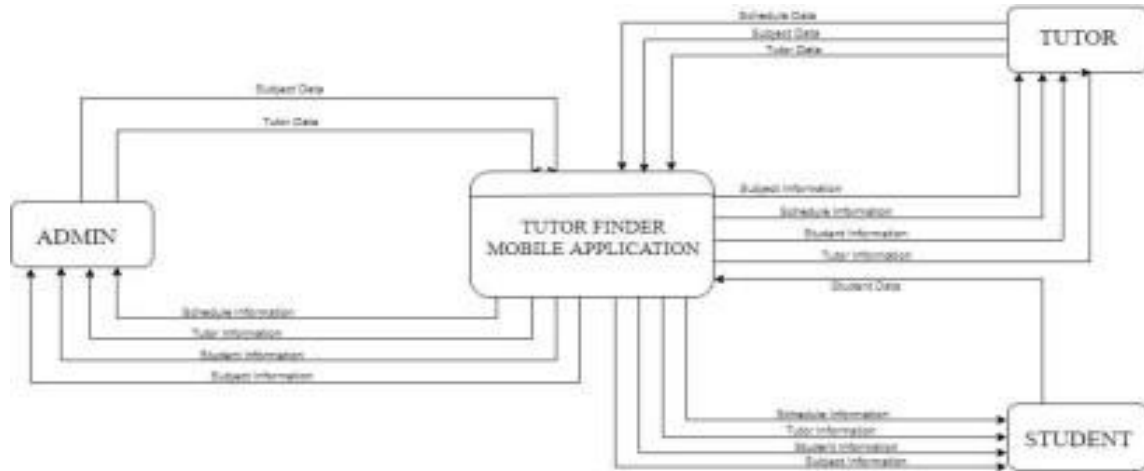 Schedule Data
Subject Data
Tutor Data
TUTOR
Subject Data
Tutor Data
ADMIN
TUTOR FINDER
MOBILE APPLICATION
Subject Information
Schedule Information
Student Information
Tutor Information
Student Data
Schedule Information
Tutor Information
Student Information
Subject Information
Schedule Information
Tutor Information
Student Information
Subject Information
STUDENT